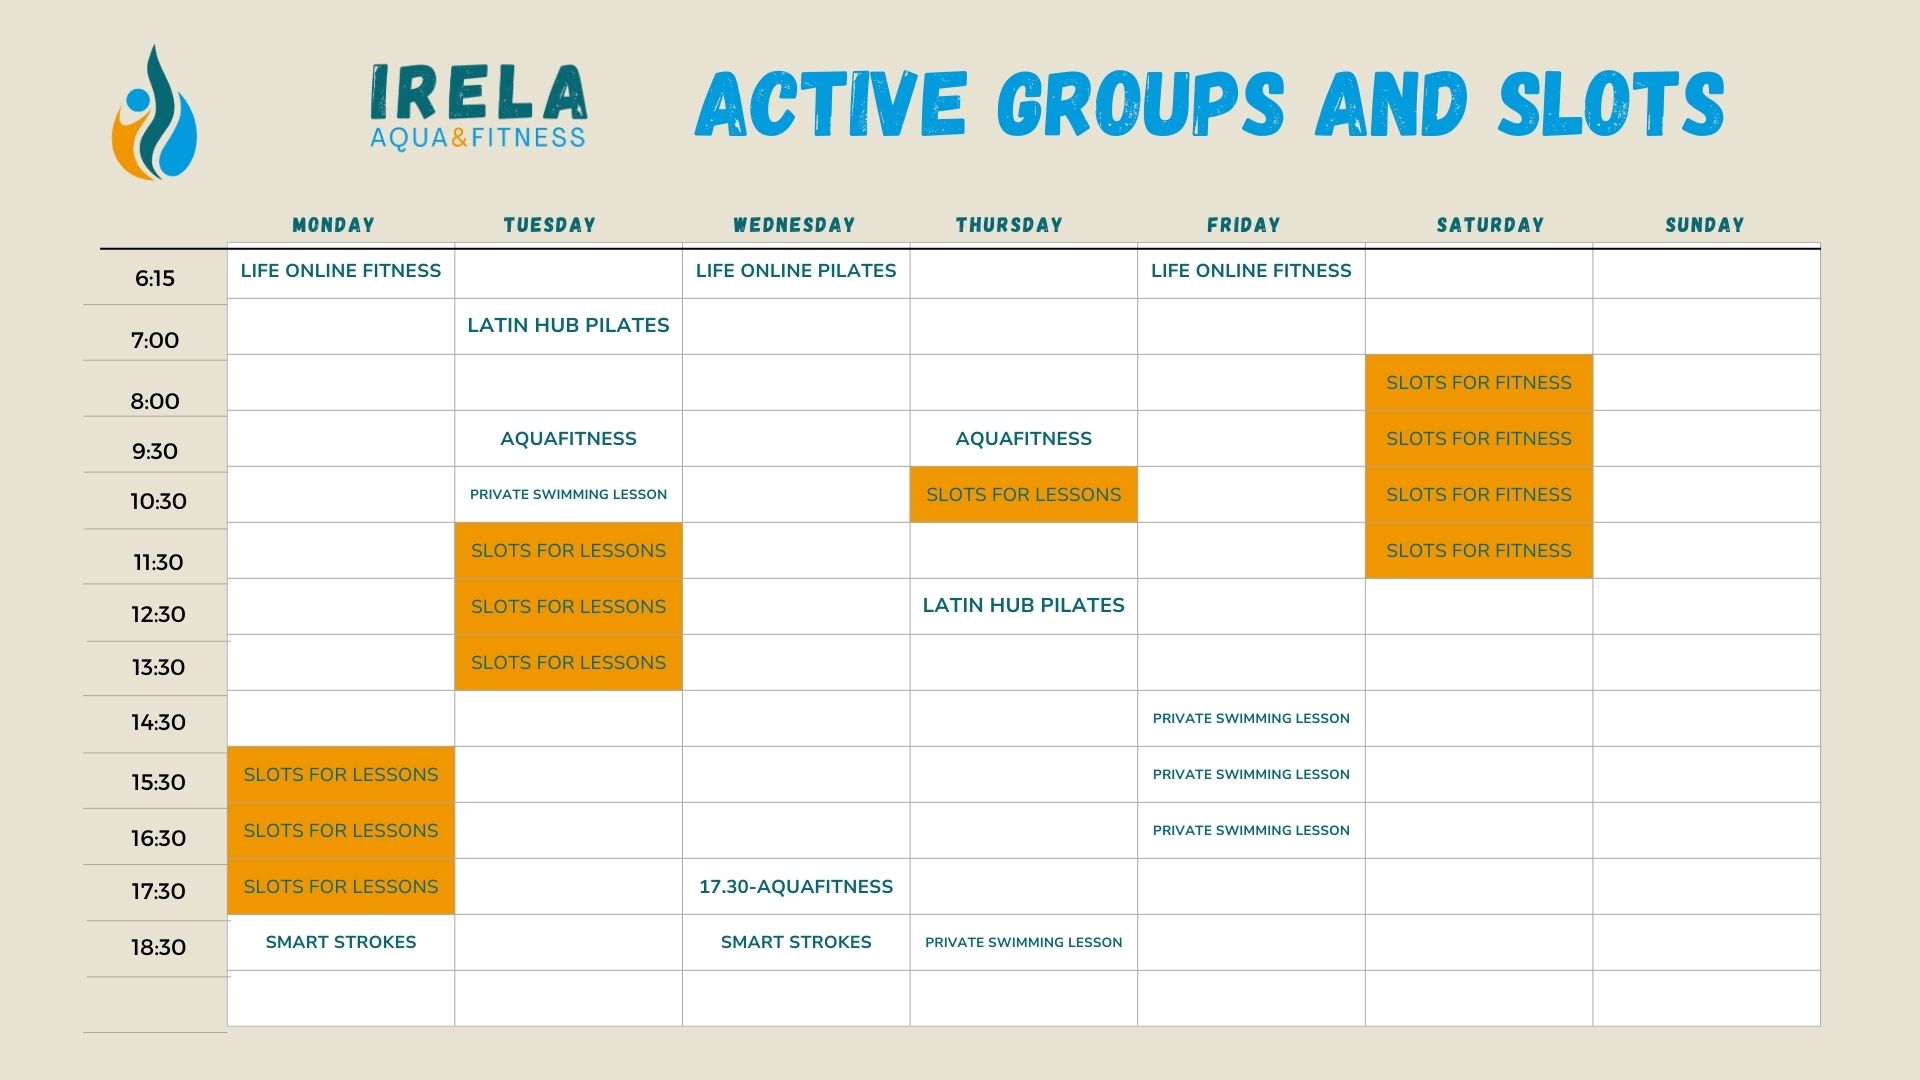 IRELA
AQUA&FITNESS
ACTIVE GROUPS AND SLOTS
MONDAY TUESDAY WEDNESDAY THURSDAY FRIDAY SATURDAY SUNDAY
6:15 LIFE ONLINE FITNESS LIFE ONLINE PILATES LIFE ONLINE FITNESS
7:00 LATIN HUB PILATES
8:00 SLOTS FOR FITNESS
9:30 AQUAFITNESS AQUAFITNESS SLOTS FOR FITNESS
10:30 PRIVATE SWIMMING LESSON SLOTS FOR LESSONS SLOTS FOR FITNESS
11:30 SLOTS FOR LESSONS SLOTS FOR FITNESS
12:30 SLOTS FOR LESSONS LATIN HUB PILATES
13:30 SLOTS FOR LESSONS
14:30 PRIVATE SWIMMING LESSON
15:30 SLOTS FOR LESSONS PRIVATE SWIMMING LESSON
16:30 SLOTS FOR LESSONS PRIVATE SWIMMING LESSON
17:30 SLOTS FOR LESSONS 17.30-AQUAFITNESS
18:30 SMART STROKES SMART STROKES PRIVATE SWIMMING LESSON